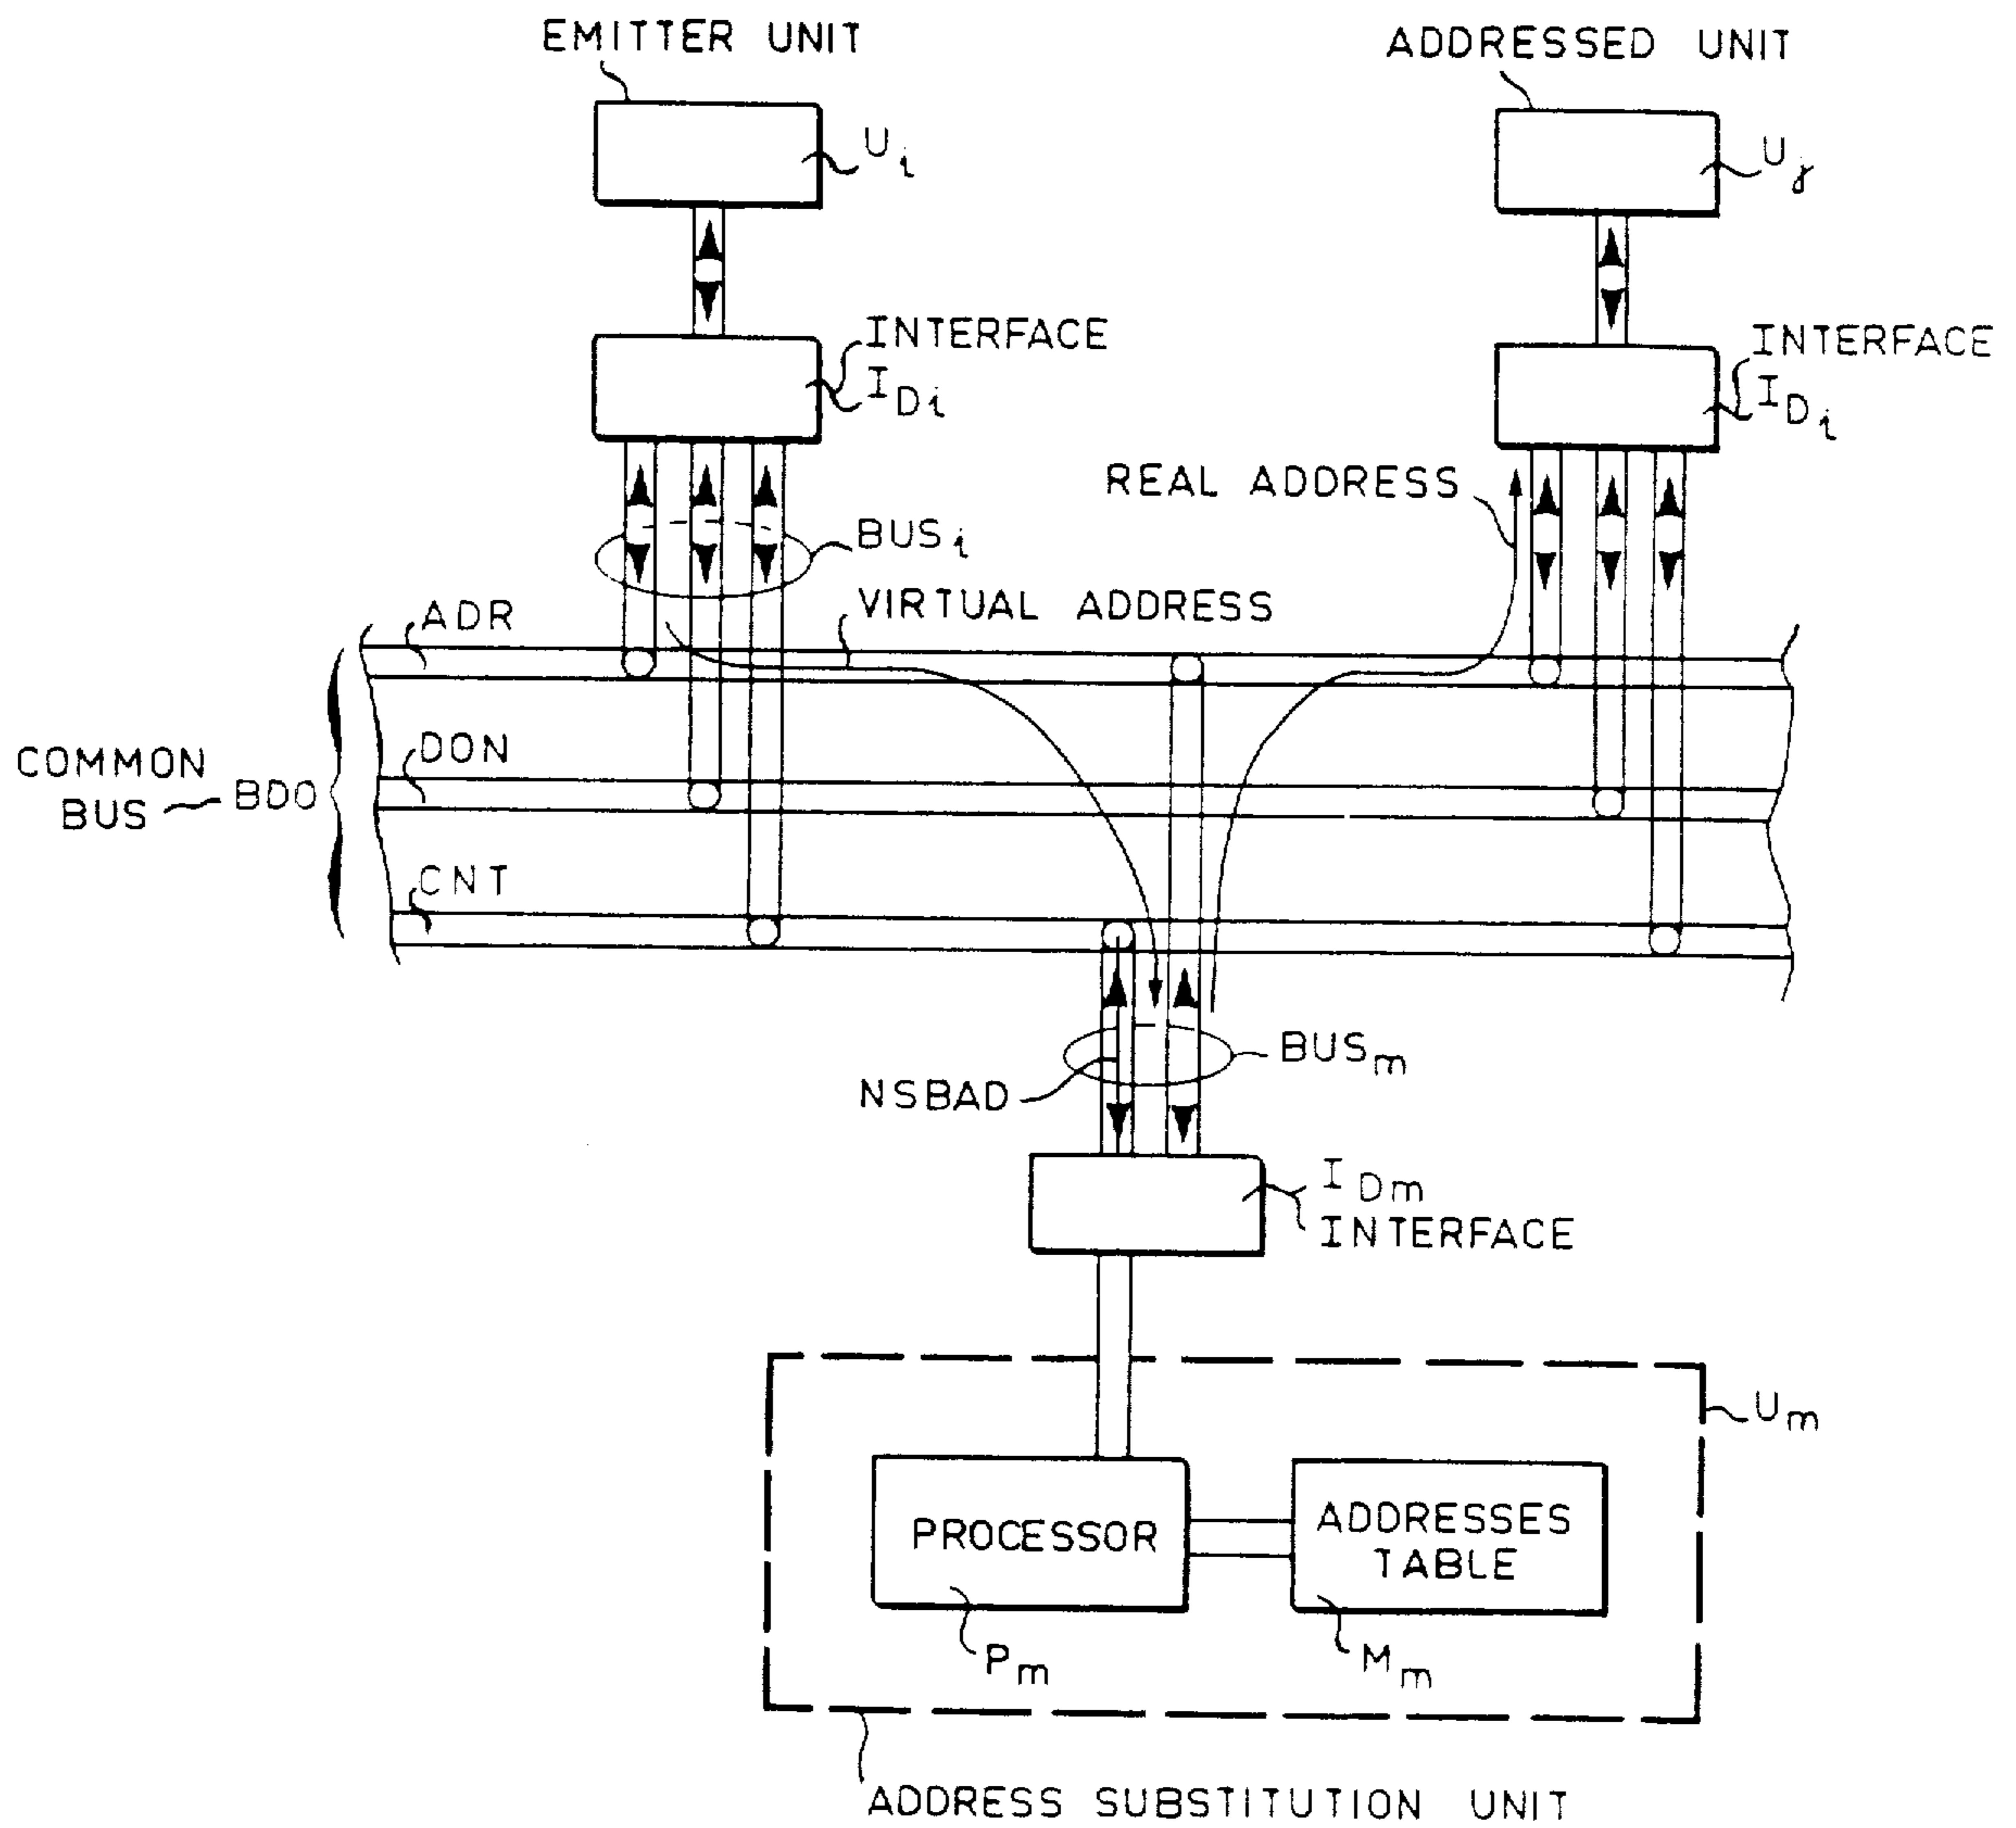 EMITTER UNIT
ADDRESSED UNIT
Ui
Uj
INTERFACE
IDi
INTERFACE
IDi
REAL ADDRESS
BUSi
VIRTUAL ADDRESS
ADR
DON
COMMON
BUS
BDO
CNT
BUSm
NSBAD
IDm
INTERFACE
Um
PROCESSOR
ADDRESSES
TABLE
Pm
Mm
ADDRESS SUBSTITUTION UNIT